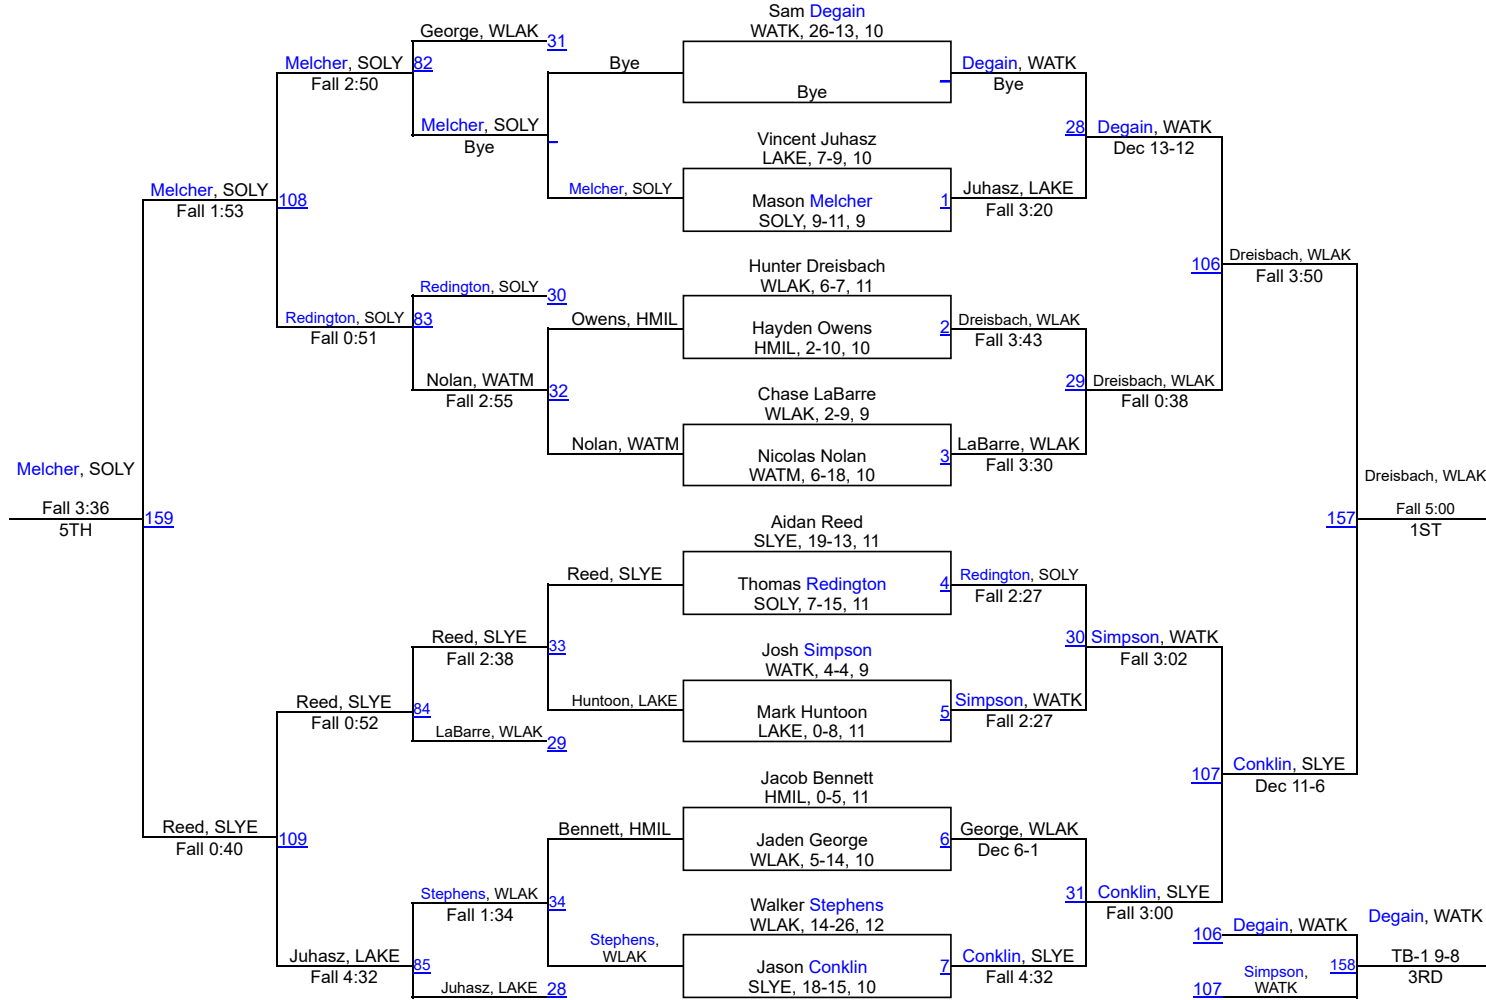 Sam Degain
WATK, 26-13, 10
George, WLAK
31
Melcher, SOLY
82
Fall 2:50
Bye
Bye
Degain, WATK
Bye
Melcher, SOLY
Bye
Vincent Juhasz
LAKE, 7-9, 10
28
Degain, WATK
Dec 13-12
Melcher, SOLY
Fall 1:53
108
Melcher, SOLY
Mason Melcher
SOLY, 9-11, 9
1
Juhasz, LAKE
Fall 3:20
Hunter Dreisbach
WLAK, 6-7, 11
106
Dreisbach, WLAK
Fall 3:50
Redington, SOLY
30
Redington, SOLY
83
Fall 0:51
Owens, HMIL
Hayden Owens
HMIL, 2-10, 10
2
Dreisbach, WLAK
Fall 3:43
Nolan, WATM
Fall 2:55
32
Chase LaBarre
WLAK, 2-9, 9
29
Dreisbach, WLAK
Fall 0:38
Nolan, WATM
Nicolas Nolan
WATM, 6-18, 10
3
LaBarre, WLAK
Fall 3:30
Melcher, SOLY
Fall 3:36
5TH
159
Dreisbach, WLAK
Fall 5:00
1ST
157
Aidan Reed
SLYE, 19-13, 11
Reed, SLYE
Thomas Redington
SOLY, 7-15, 11
4
Redington, SOLY
Fall 2:27
Reed, SLYE
Fall 2:38
33
Josh Simpson
WATK, 4-4, 9
30
Simpson, WATK
Fall 3:02
Reed, SLYE
Fall 0:52
84
Huntoon, LAKE
Mark Huntoon
LAKE, 0-8, 11
5
Simpson, WATK
Fall 2:27
LaBarre, WLAK
29
Jacob Bennett
HMIL, 0-5, 11
107
Conklin, SLYE
Dec 11-6
Reed, SLYE
Fall 0:40
109
Bennett, HMIL
Jaden George
WLAK, 5-14, 10
6
George, WLAK
Dec 6-1
Stephens, WLAK
Fall 1:34
34
Walker Stephens
WLAK, 14-26, 12
31
Conklin, SLYE
Fall 3:00
Juhasz, LAKE
Fall 4:32
85
Stephens,
WLAK
Jason Conklin
SLYE, 18-15, 10
7
Conklin, SLYE
Fall 4:32
Juhasz, LAKE
28
106
Degain, WATK
Degain, WATK
158
TB-1 9-8
3RD
107
Simpson,
WATK